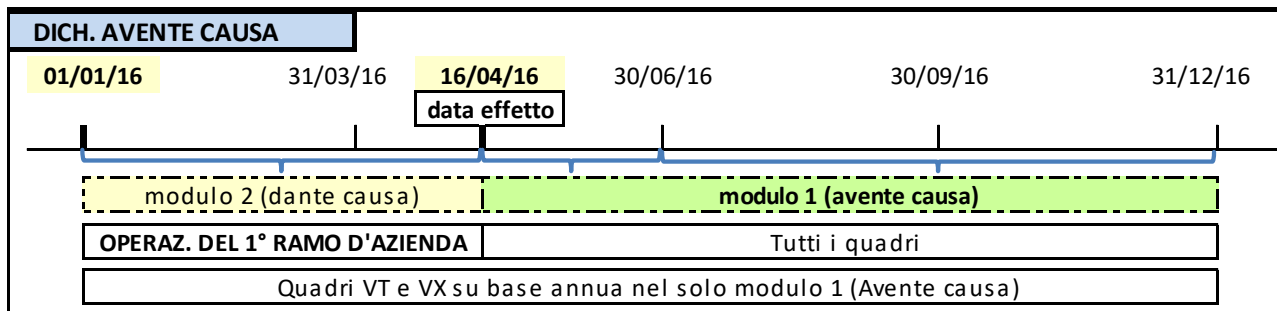 DICH. AVENTE CAUSA
01/01/16 31/03/16 16/04/16 30/06/16 30/09/16 31/12/16
data effetto
modulo 2 (dante causa) modulo 1 (avente causa)
OPERAZ. DEL 1° RAMO D'AZIENDA Tutti i quadri
Quadri VT e VX su base annua nel solo modulo 1 (Avente causa)